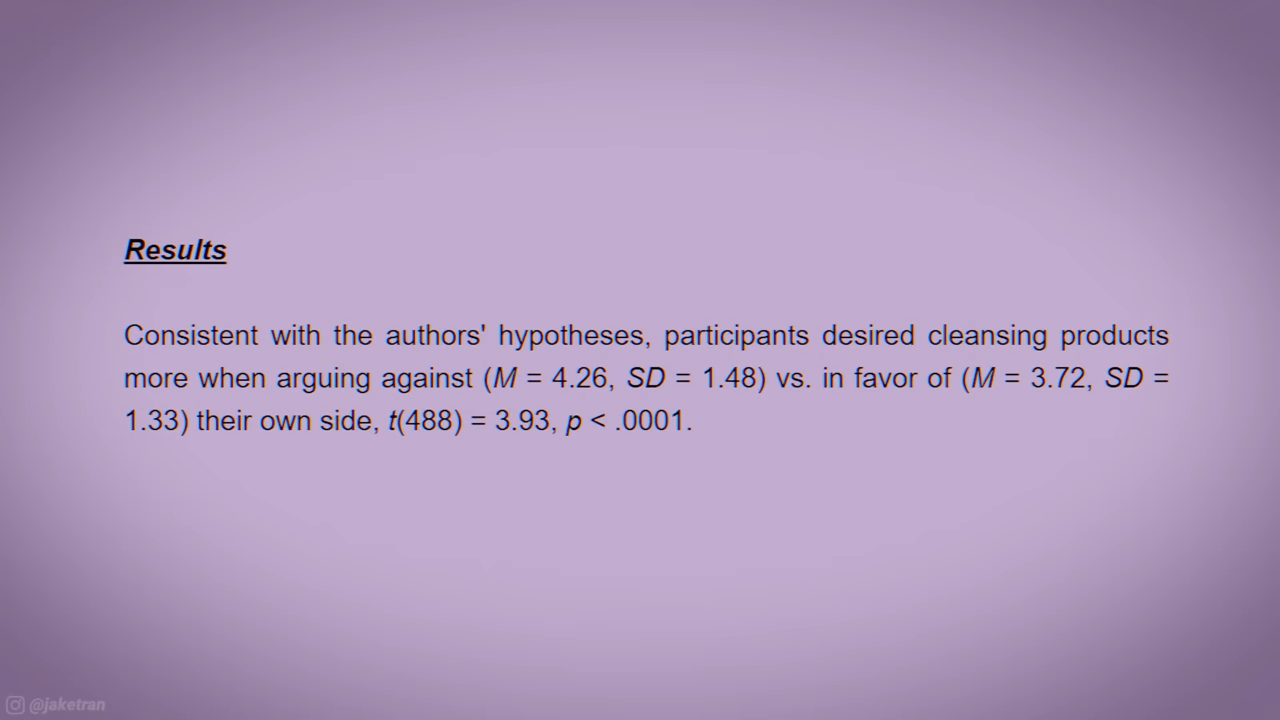 Results
Consistent with the authors' hypotheses, participants desired cleansing products
more when arguing against (M = 4.26, SD = 1.48) vs. in favor of (M = 3.72, SD =
1.33) their own side, t(488) = 3.93, p < .0001.
@jaketran